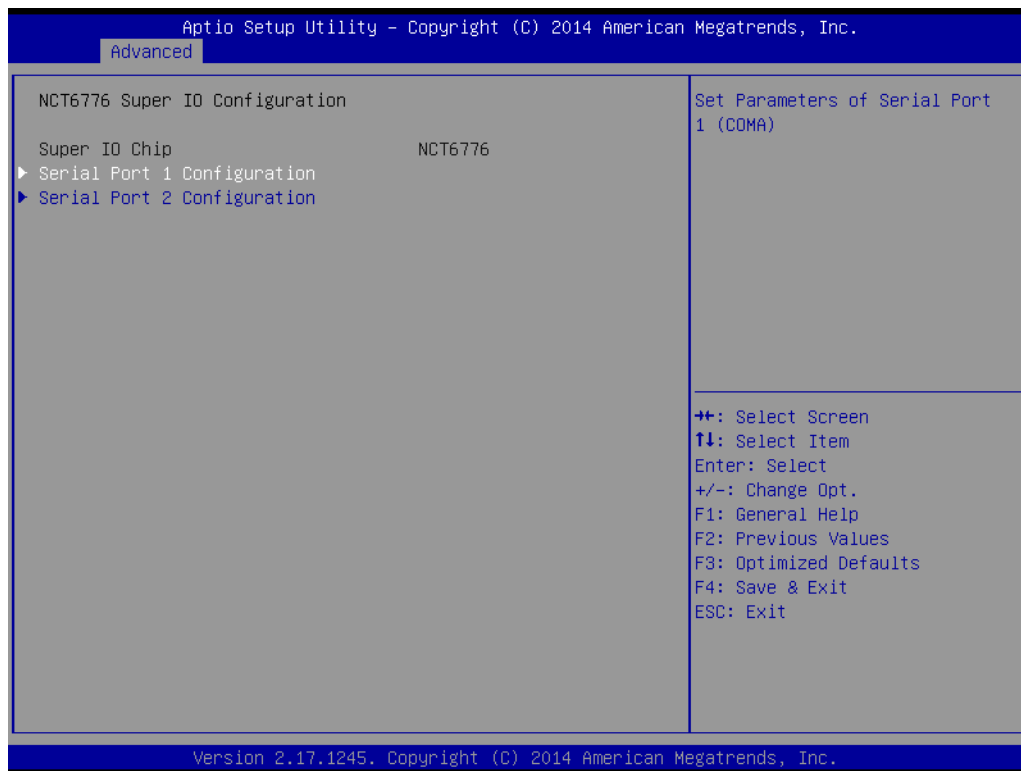 Aptio Setup Utility – Copyright (C) 2014 American Megatrends, Inc.
Advanced
NCT6776 Super IO Configuration
Super IO Chip NCT6776
▶ Serial Port 1 Configuration
▶ Serial Port 2 Configuration
Set Parameters of Serial Port
1 (COMA)
→←: Select Screen
↑↓: Select Item
Enter: Select
+/-: Change Opt.
F1: General Help
F2: Previous Values
F3: Optimized Defaults
F4: Save & Exit
ESC: Exit
Version 2.17.1245. Copyright (C) 2014 American Megatrends, Inc.